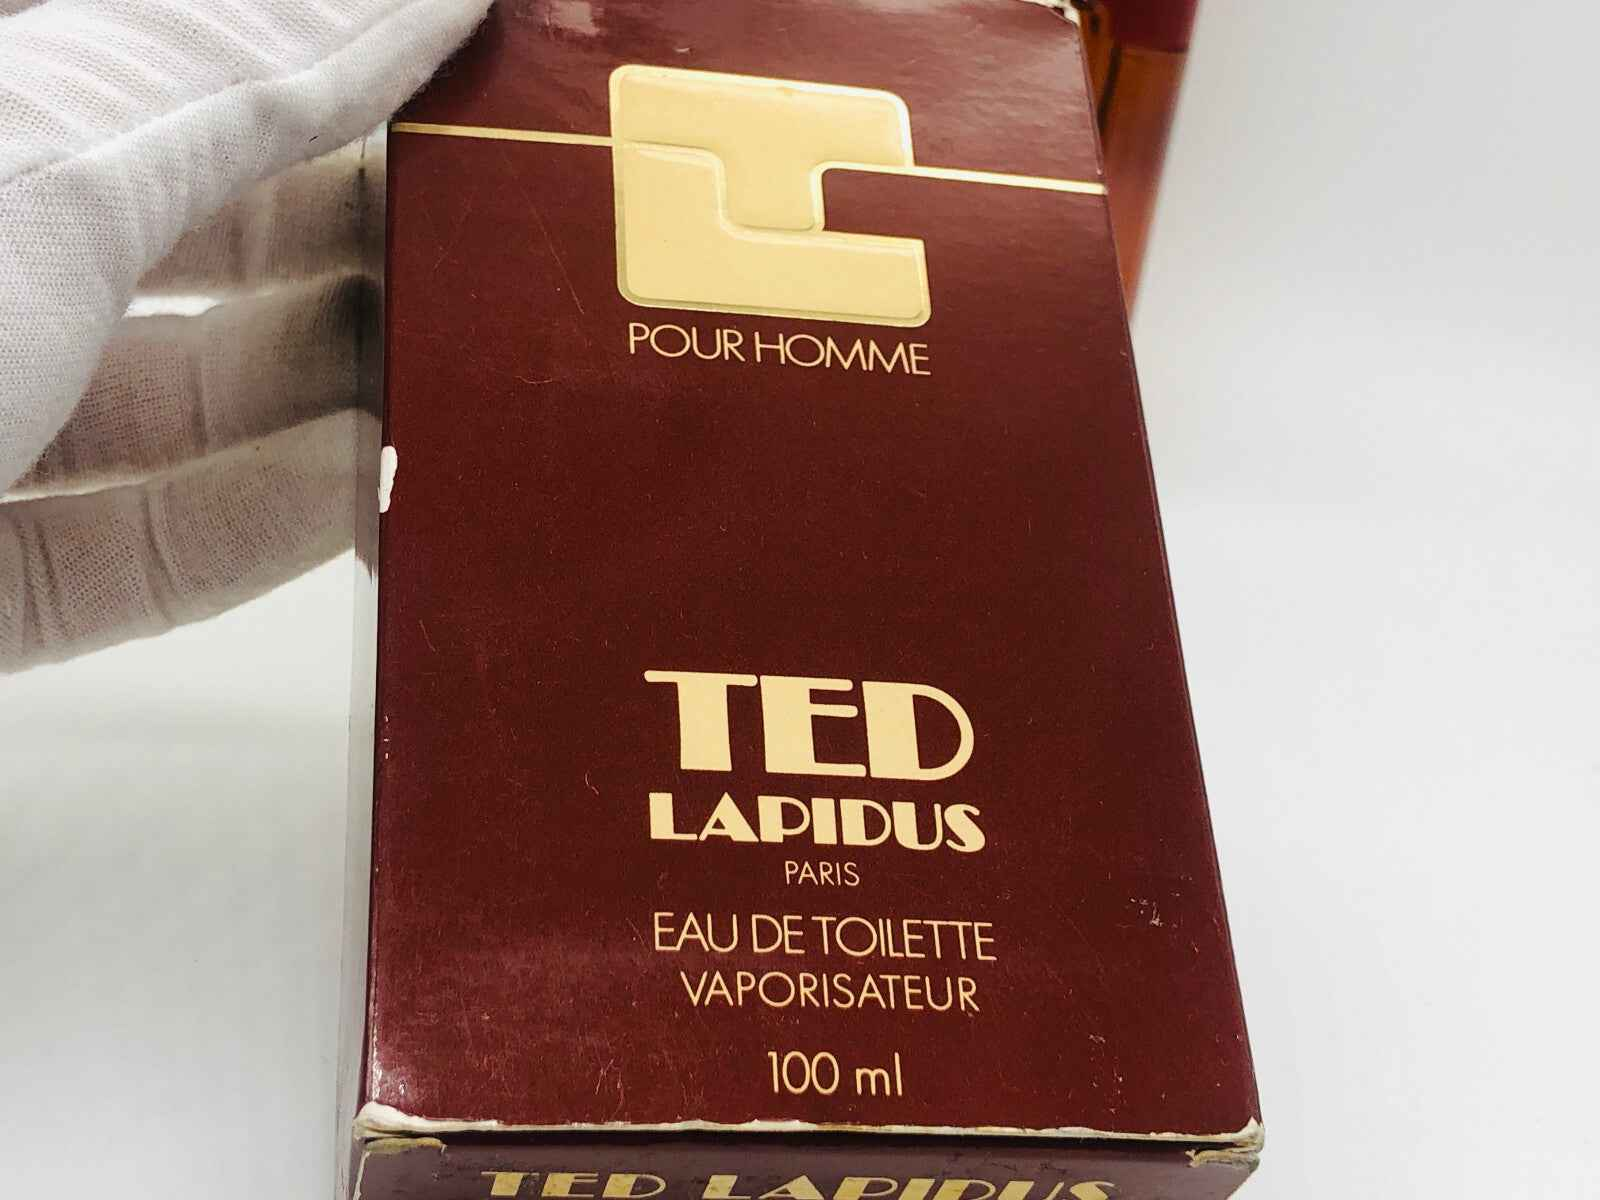 POUR HOMME
TED
LAPIDUS
PARIS
EAU DE TOILETTE
VAPORISATEUR
100 ml
TED LAPIDUS